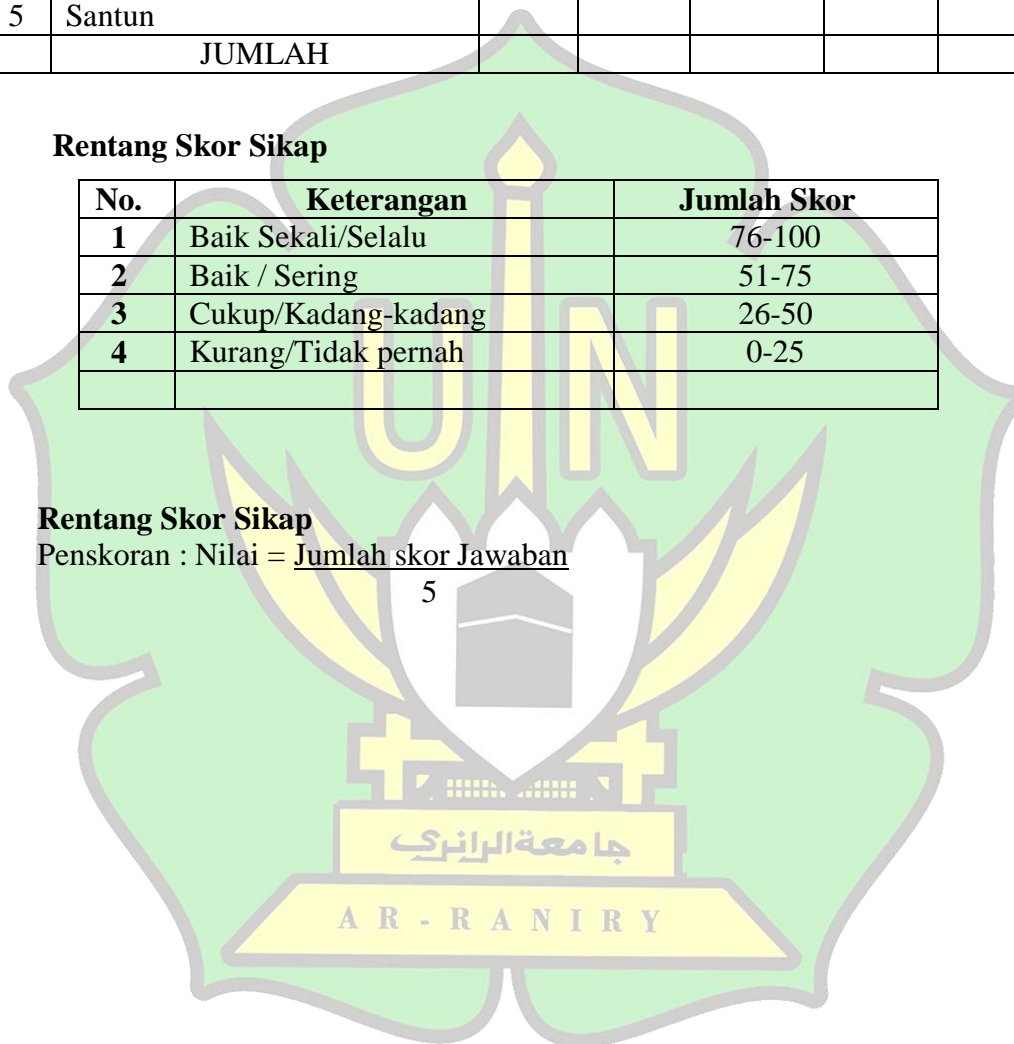 5 Santun
JUMLAH
Rentang Skor Sikap
No. Keterangan Jumlah Skor
1 Baik Sekali/Selalu 76-100
2 Baik / Sering 51-75
3 Cukup/Kadang-kadang 26-50
4 Kurang/Tidak pernah 0-25
UIN
Rentang Skor Sikap
Penskoran : Nilai = Jumlah skor Jawaban
5
جامعة الرانري
AR-RANIRY